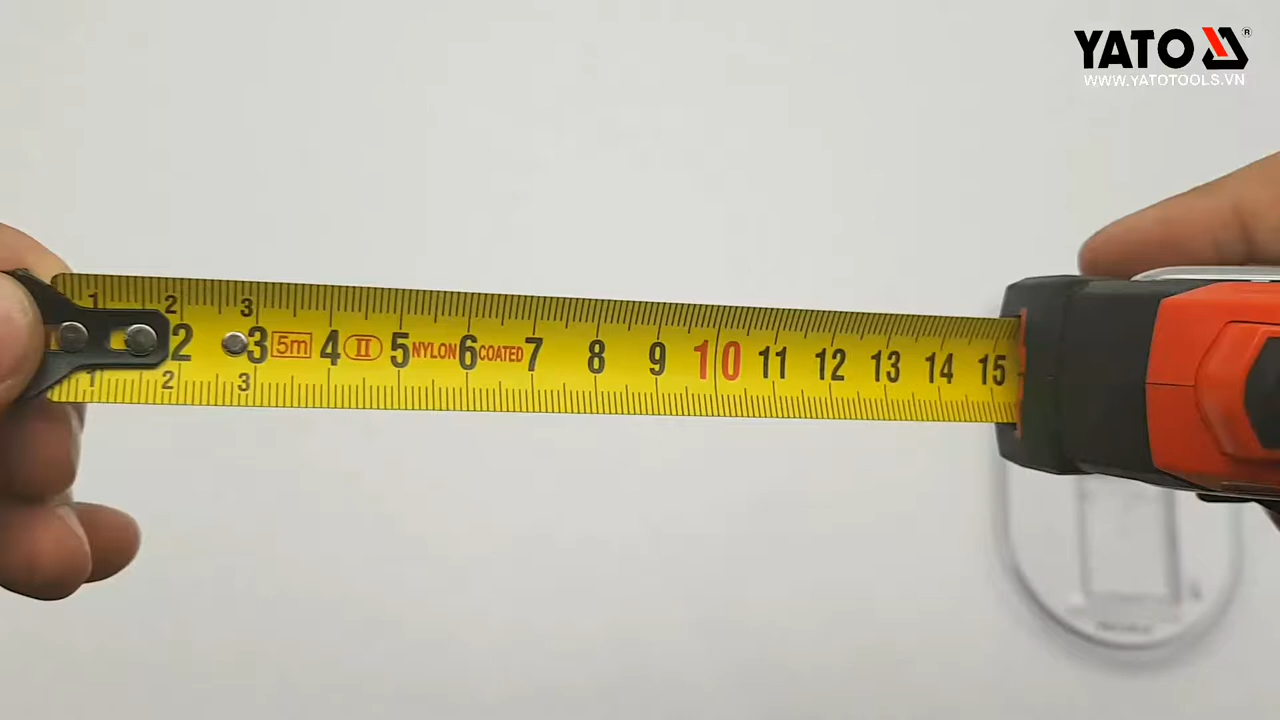 YATO ®
WWW.YATOTOOLS.VN
1 2 3
2 3 5m 4 II 5 NYLON 6 COATED 7 8 9 10 11 12 13 14 15
1 2 3